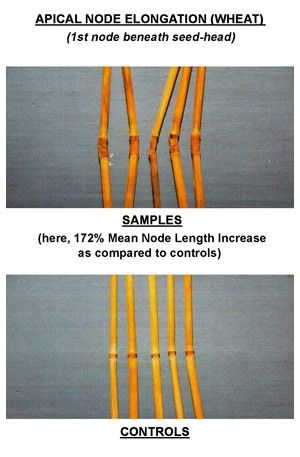 APICAL NODE ELONGATION (WHEAT)
(1st node beneath seed-head)
SAMPLES
(here, 172% Mean Node Length Increase
as compared to controls)
CONTROLS